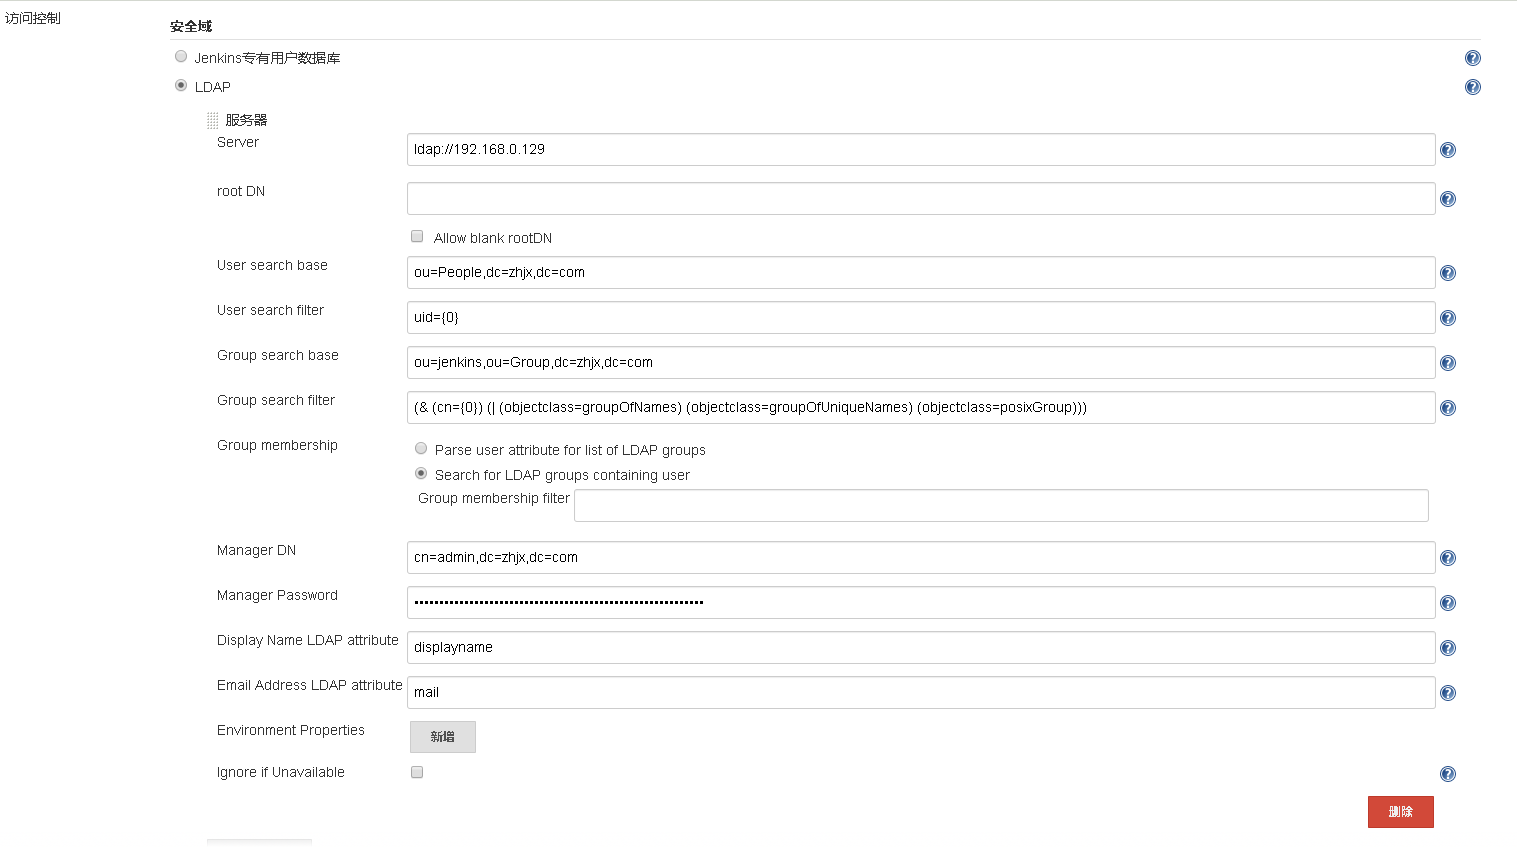 访问控制
安全域
Jenkins专有用户数据库
LDAP
服务器
Server
ldap://192.168.0.129
root DN
Allow blank rootDN
User search base
ou=People,dc=zhjx,dc=com
User search filter
uid={0}
Group search base
ou=jenkins,ou=Group,dc=zhjx,dc=com
Group search filter
(& (cn={0}) (| (objectclass=groupOfNames) (objectclass=groupOfUniqueNames) (objectclass=posixGroup)))
Group membership
Parse user attribute for list of LDAP groups
Search for LDAP groups containing user
Group membership filter
Manager DN
cn=admin,dc=zhjx,dc=com
Manager Password
Display Name LDAP attribute
displayname
Email Address LDAP attribute
mail
Environment Properties
新增
Ignore if Unavailable
删除